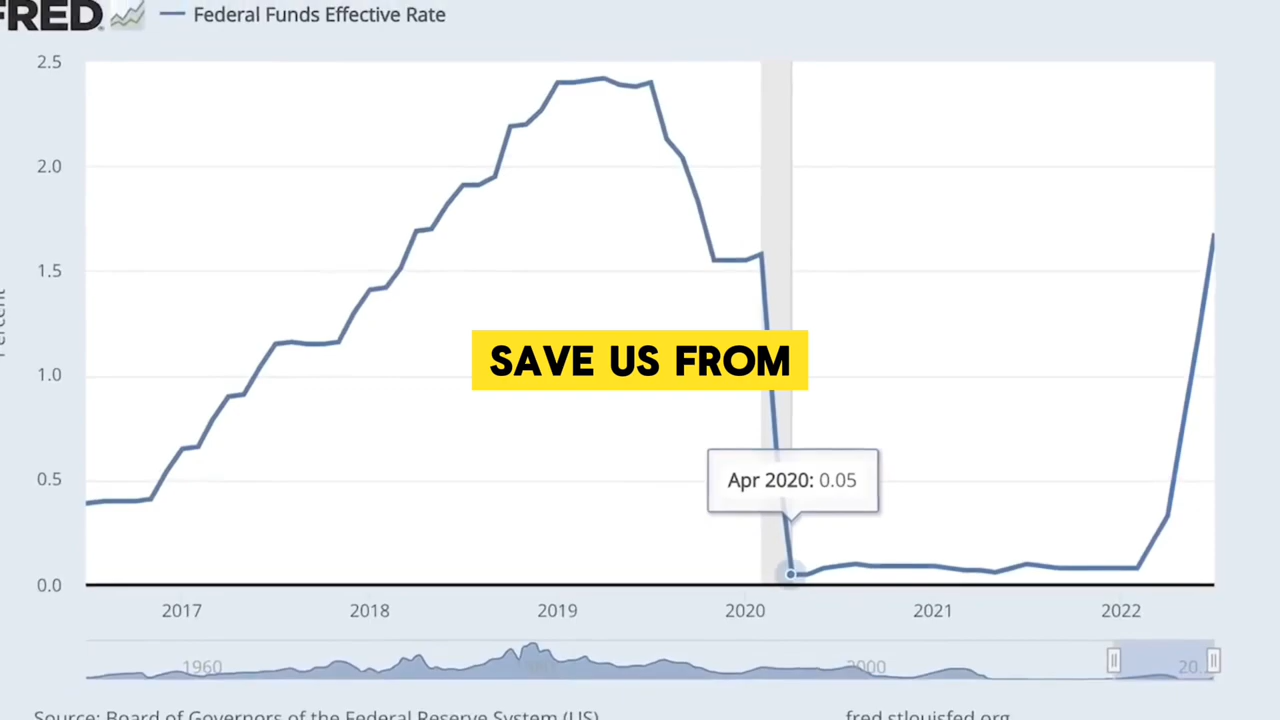 FRED
Federal Funds Effective Rate
2.5
2.0
1.5
1.0
0.5
0.0
Percent
SAVE US FROM
Apr 2020: 0.05
2017 2018 2019 2020 2021 2022
1960 2000 20..
Source: Board of Governors of the Federal Reserve System (US) fred.stlouisfed.org